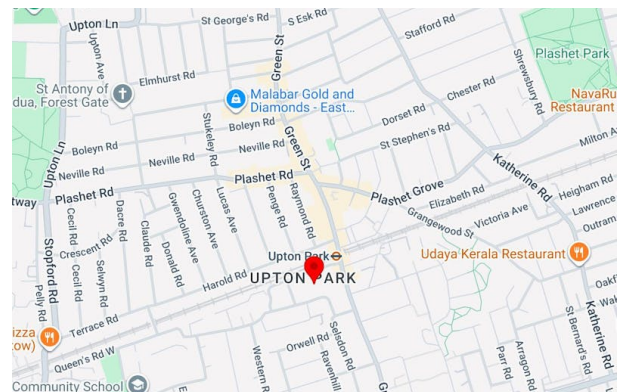 Upton Ln
St George's Rd
S Esk Rd
Stafford Rd
Upton Ave
Green St
Plashet Park
Shrewsbury Rd
St Antony of
dua, Forest Gate
Elmhurst Rd
Malabar Gold and
Diamonds - East...
Chester Rd
NavaRu
Restaurant
Boleyn Rd
Stukeley Rd
Boleyn Rd
Dorset Rd
St Stephen's Rd
Milton A
Upton Ln
Neville Rd
Neville Rd
Green St
Neville Rd
Katherine Rd
tway
Plashet Rd
Plashet Rd
Plashet Grove
Elizabeth Rd
Heigham Rd
Cecil Rd
Dacre Rd
Gwendoline Ave
Churston Ave
Lucas Ave
Penge Rd
Raymond Rd
Grangewood St
Victoria Ave
Lawrence
Outram
Stopford Rd
Crescent Rd
Claude Rd
Donald Rd
Upton Park
Udaya Kerala Restaurant
Cecil Rd
Selwyn Rd
Harold Rd
UPTON PARK
Pelly Rd
Oakf
Wak
izza
ow)
Terrace Rd
Selsdon Rd
Katherine Rd
Queen's Rd W
Western Rd
Orwell Rd
Ravenhill
Parr Rd
Arragon Rd
St Bernard's Rd
Community School
G